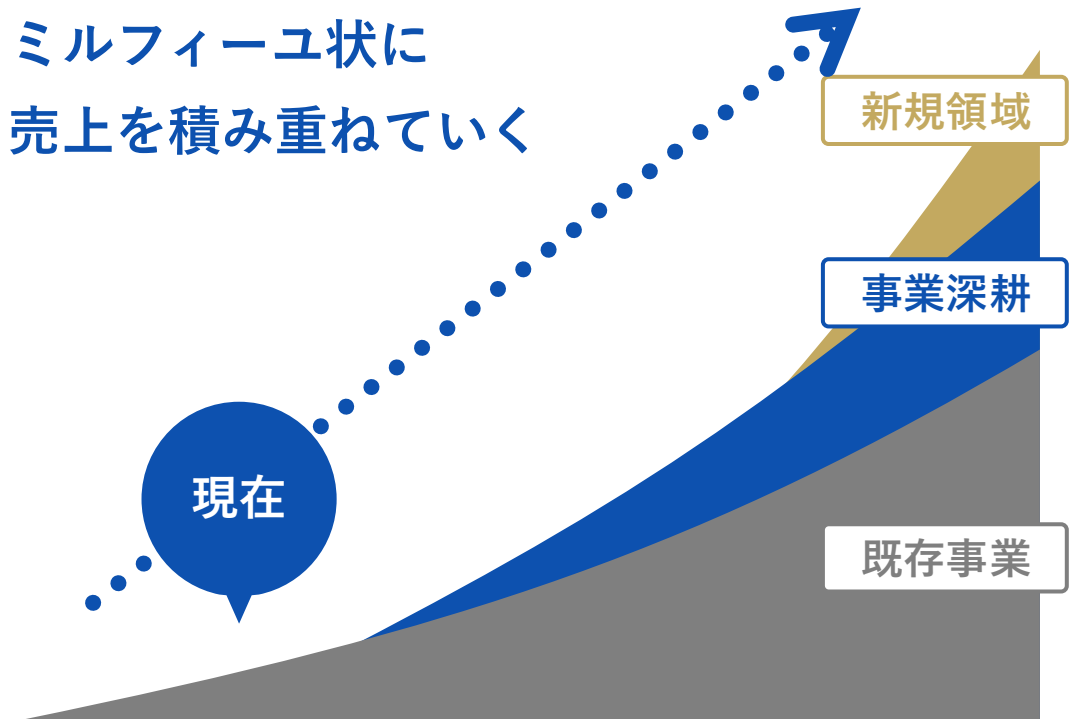 ミルフィーユ状に
売上を積み重ねていく
新規領域
事業深耕
現在
既存事業